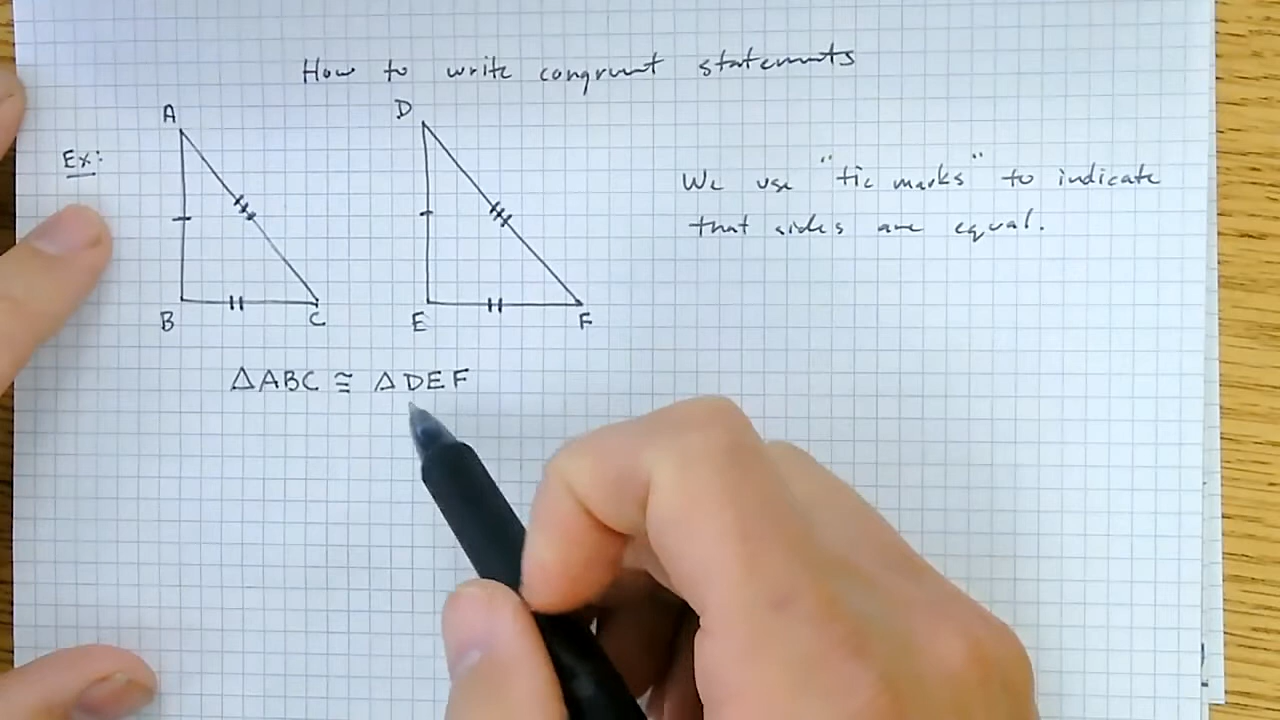 How to write congruent statements
A
D
Ex:
We use "tic marks" to indicate
that sides are equal.
B C E F
△ABC ≅ △DEF